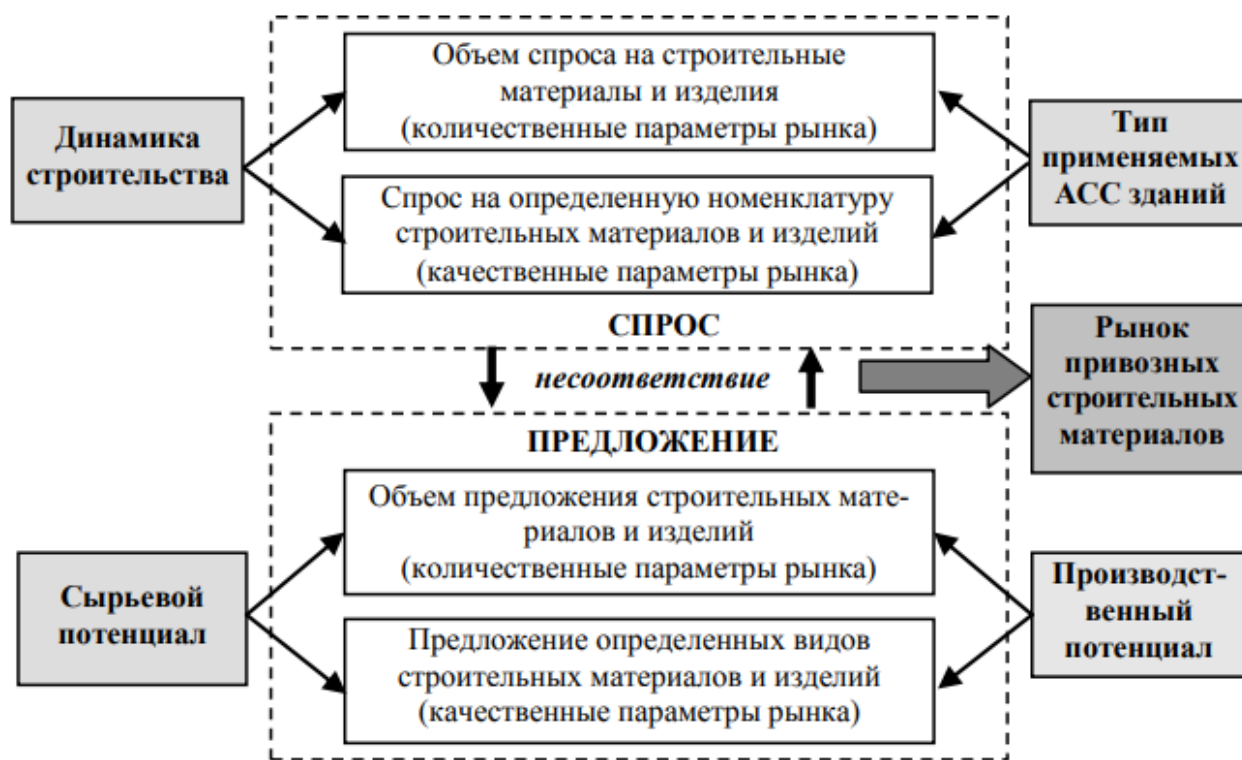 Объем спроса на строительные
материалы и изделия
(количественные параметры рынка)
Динамика
строительства
Тип
применяемых
АСС зданий
Спрос на определенную номенклатуру
строительных материалов и изделий
(качественные параметры рынка)
СПРОС
несоответствие
Рынок
привозных
строительных
материалов
ПРЕДЛОЖЕНИЕ
Объем предложения строительных мате-
риалов и изделий
(количественные параметры рынка)
Сырьевой
потенциал
Производст-
венный
потенциал
Предложение определенных видов
строительных материалов и изделий
(качественные параметры рынка)